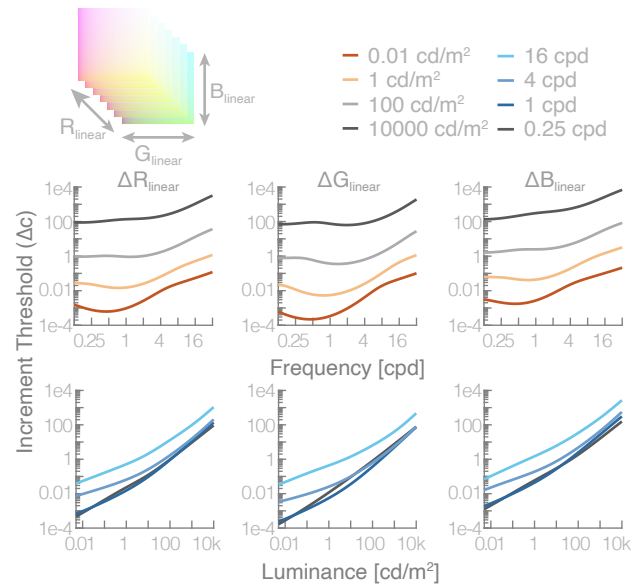 R_linear
G_linear
B_linear
0.01 cd/m²
1 cd/m²
100 cd/m²
10000 cd/m²
16 cpd
4 cpd
1 cpd
0.25 cpd
Increment Threshold (Δc)
ΔR_linear
ΔG_linear
ΔB_linear
1e4
100
1
0.01
1e-4
0.25 1 4 16
1e4
100
1
0.01
1e-4
0.25 1 4 16
1e4
100
1
0.01
1e-4
0.25 1 4 16
Frequency [cpd]
1e4
100
1
0.01
1e-4
0.01 1 100 10k
1e4
100
1
0.01
1e-4
0.01 1 100 10k
1e4
100
1
0.01
1e-4
0.01 1 100 10k
Luminance [cd/m²]